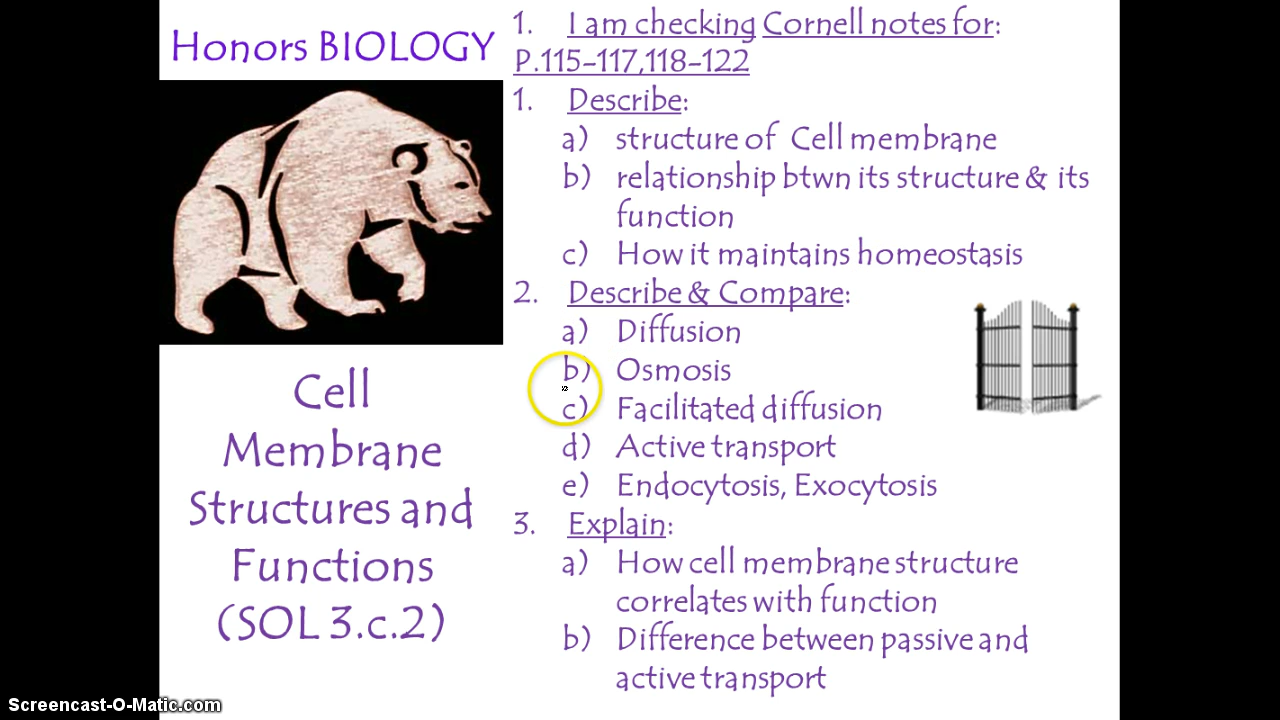 Honors BIOLOGY
Cell
Membrane
Structures and
Functions
(SOL 3.c.2)
1. I am checking Cornell notes for:
P.115-117,118-122
1. Describe:
a) structure of Cell membrane
b) relationship btwn its structure & its
function
c) How it maintains homeostasis
2. Describe & Compare:
a) Diffusion
b) Osmosis
c) Facilitated diffusion
d) Active transport
e) Endocytosis, Exocytosis
3. Explain:
a) How cell membrane structure
correlates with function
b) Difference between passive and
active transport
Screencast-O-Matic.com